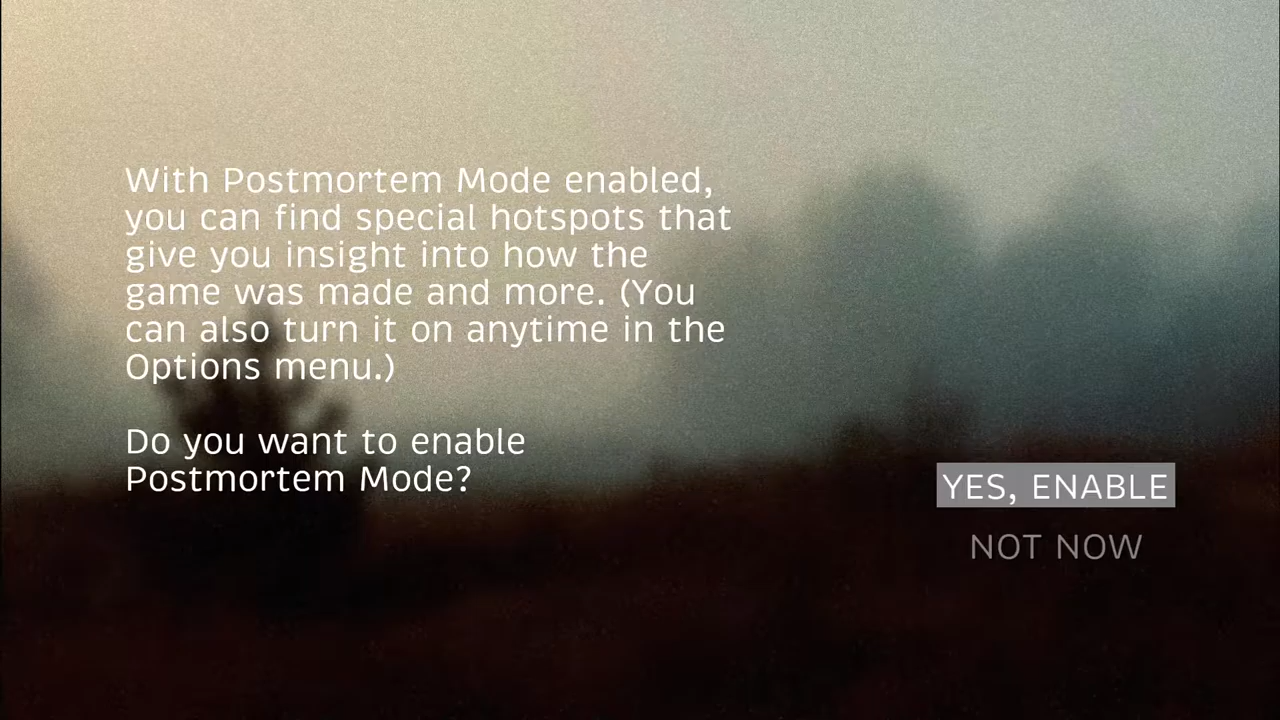 With Postmortem Mode enabled,
you can find special hotspots that
give you insight into how the
game was made and more. (You
can also turn it on anytime in the
Options menu.)
Do you want to enable
Postmortem Mode?
YES, ENABLE
NOT NOW